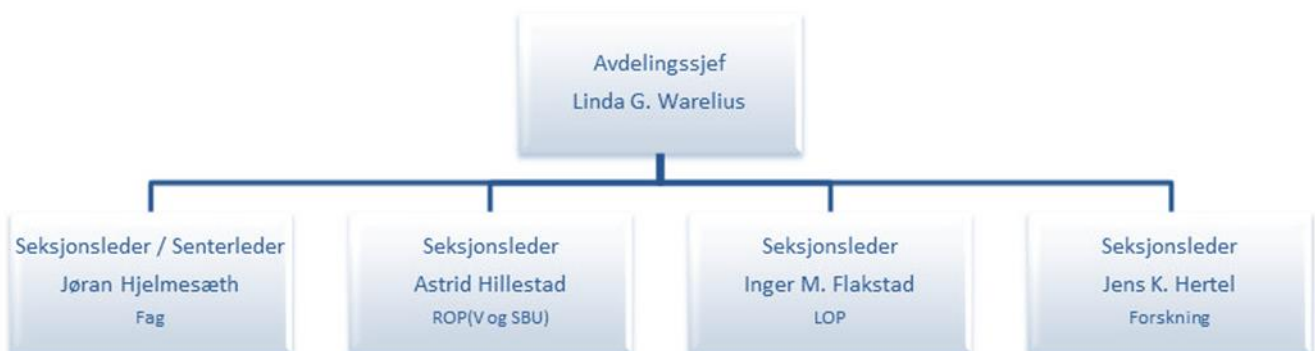 Avdelingssjef
Linda G. Warelius
Seksjonsleder / Senterleder
Jøran Hjelmesæth
Fag
Seksjonsleder
Astrid Hillestad
ROP(V og SBU)
Seksjonsleder
Inger M. Flakstad
LOP
Seksjonsleder
Jens K. Hertel
Forskning